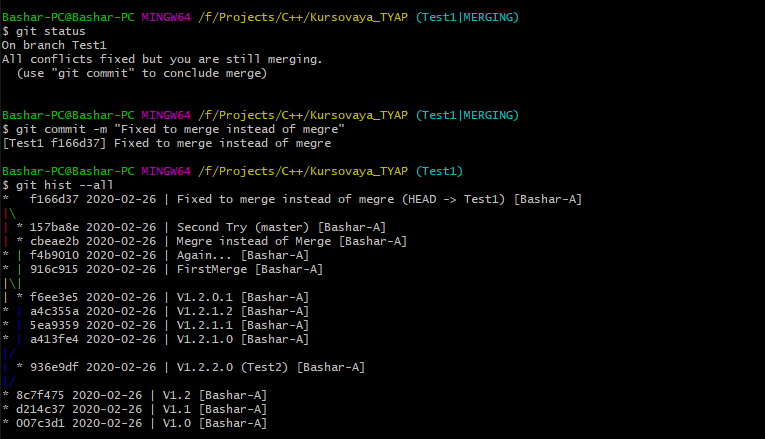 Bashar-PC@Bashar-PC MINGW64 /f/Projects/C++/Kursovaya_TYAP (Test1|MERGING)
$ git status
On branch Test1
All conflicts fixed but you are still merging.
  (use "git commit" to conclude merge)
Bashar-PC@Bashar-PC MINGW64 /f/Projects/C++/Kursovaya_TYAP (Test1|MERGING)
$ git commit -m "Fixed to merge instead of megre"
[Test1 f166d37] Fixed to merge instead of megre
Bashar-PC@Bashar-PC MINGW64 /f/Projects/C++/Kursovaya_TYAP (Test1)
$ git hist --all
*   f166d37 2020-02-26 | Fixed to merge instead of megre (HEAD -> Test1) [Bashar-A]
|\
| * 157ba8e 2020-02-26 | Second Try (master) [Bashar-A]
| * cbeae2b 2020-02-26 | Megre instead of Merge [Bashar-A]
* | f4b9010 2020-02-26 | Again... [Bashar-A]
* | 916c915 2020-02-26 | FirstMerge [Bashar-A]
|\|
| * f6ee3e5 2020-02-26 | V1.2.0.1 [Bashar-A]
* | a4c355a 2020-02-26 | V1.2.1.2 [Bashar-A]
* | 5ea9359 2020-02-26 | V1.2.1.1 [Bashar-A]
* | a413fe4 2020-02-26 | V1.2.1.0 [Bashar-A]
|/
| * 936e9df 2020-02-26 | V1.2.2.0 (Test2) [Bashar-A]
|/
* 8c7f475 2020-02-26 | V1.2 [Bashar-A]
* d214c37 2020-02-26 | V1.1 [Bashar-A]
* 007c3d1 2020-02-26 | V1.0 [Bashar-A]